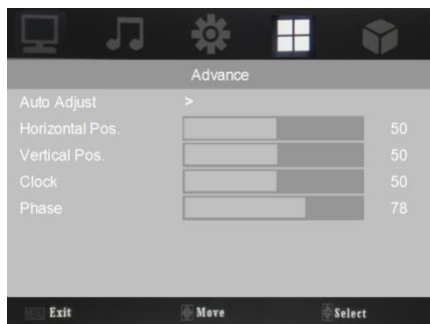 Advance
Auto Adjust >
Horizontal Pos. 50
Vertical Pos. 50
Clock 50
Phase 78
Exit Move Select